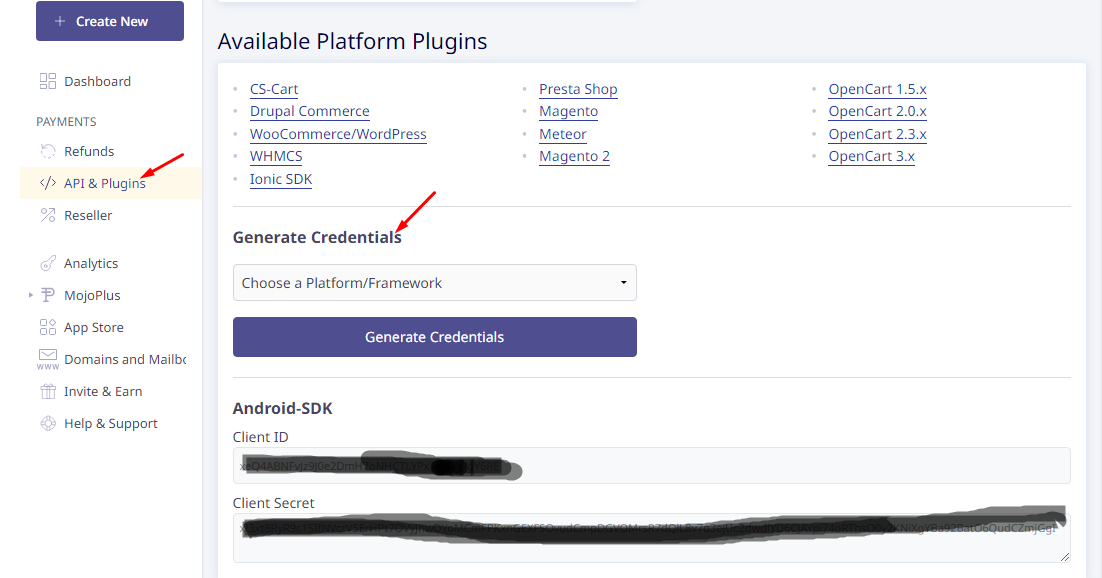 + Create New
Dashboard
PAYMENTS
Refunds
</> API & Plugins
Reseller
Analytics
MojoPlus
App Store
WWW Domains and Mailbo
Invite & Earn
Help & Support
Available Platform Plugins
CS-Cart
Drupal Commerce
WooCommerce/WordPress
WHMCS
Ionic SDK
Presta Shop
Magento
Meteor
Magento 2
OpenCart 1.5.x
OpenCart 2.0.x
OpenCart 2.3.x
OpenCart 3.x
Generate Credentials
Choose a Platform/Framework
Generate Credentials
Android-SDK
Client ID
Client Secret